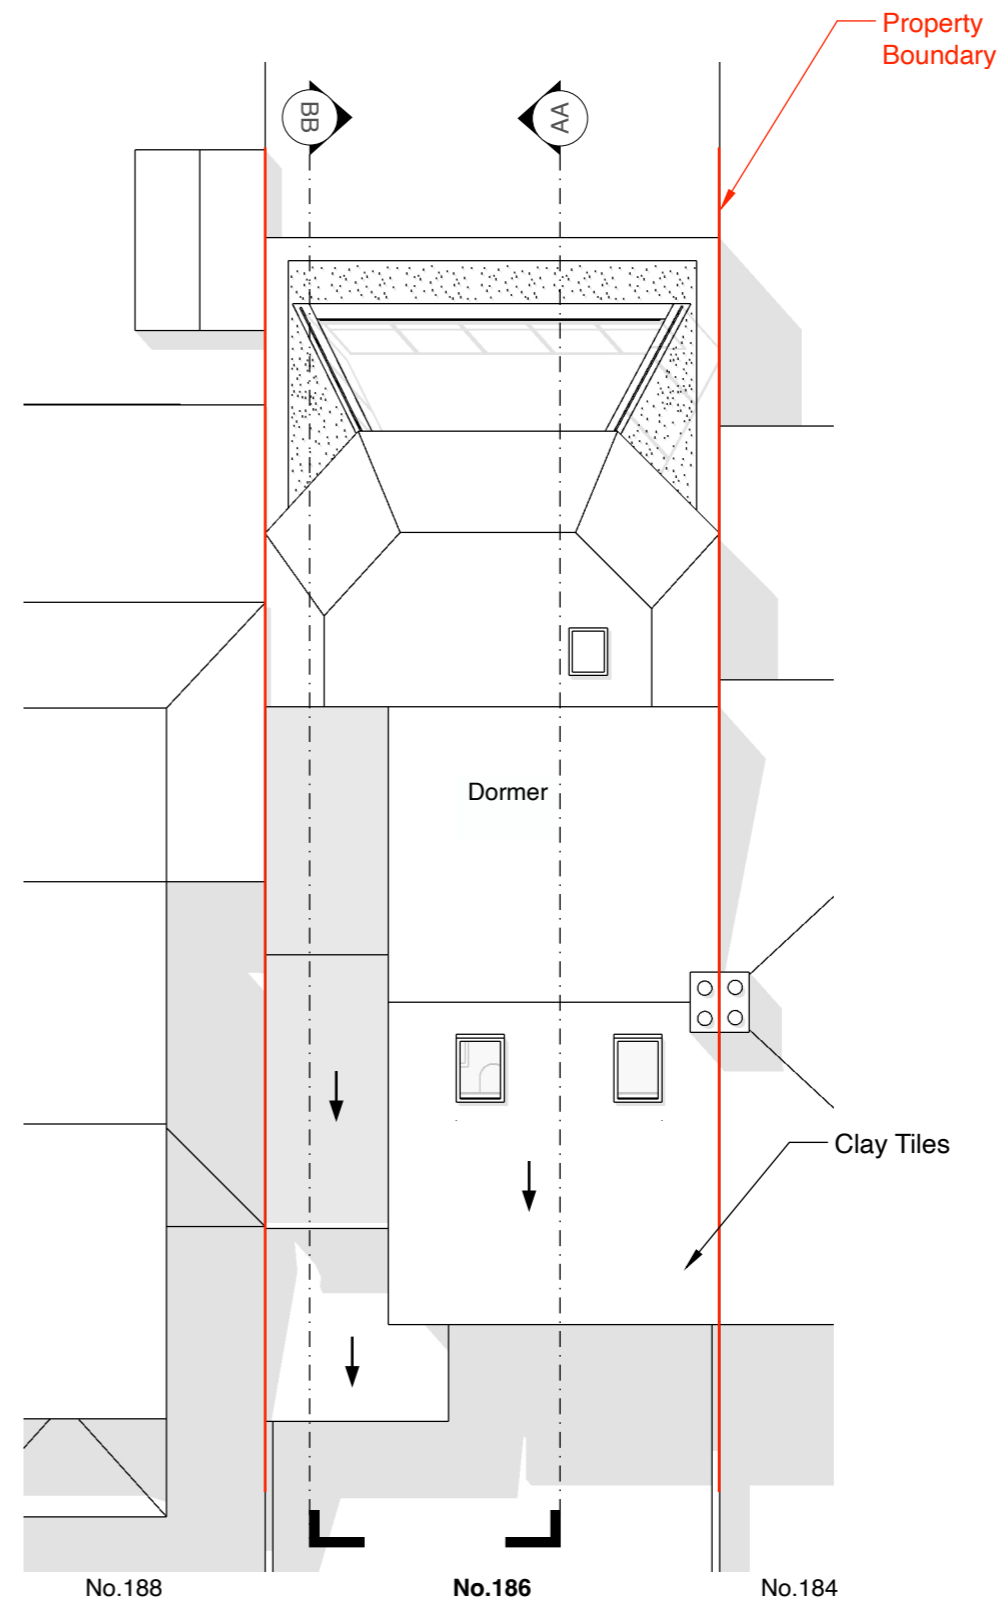 Property
Boundary
BB
AA
Dormer
Clay Tiles
No.188
No.186
No.184